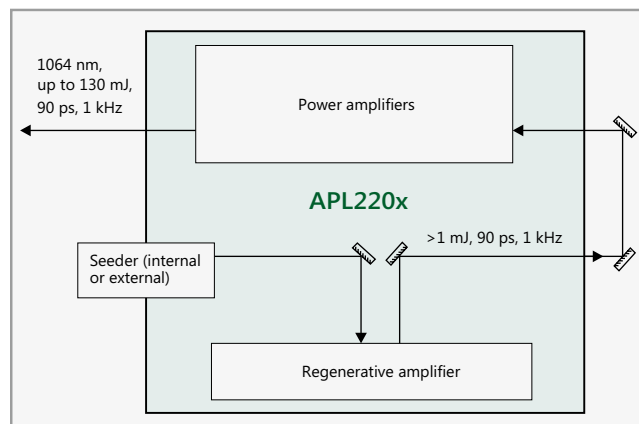 1064 nm,
up to 130 mJ,
90 ps, 1 kHz
Power amplifiers
APL220x
>1 mJ, 90 ps, 1 kHz
Seeder (internal
or external)
Regenerative amplifier